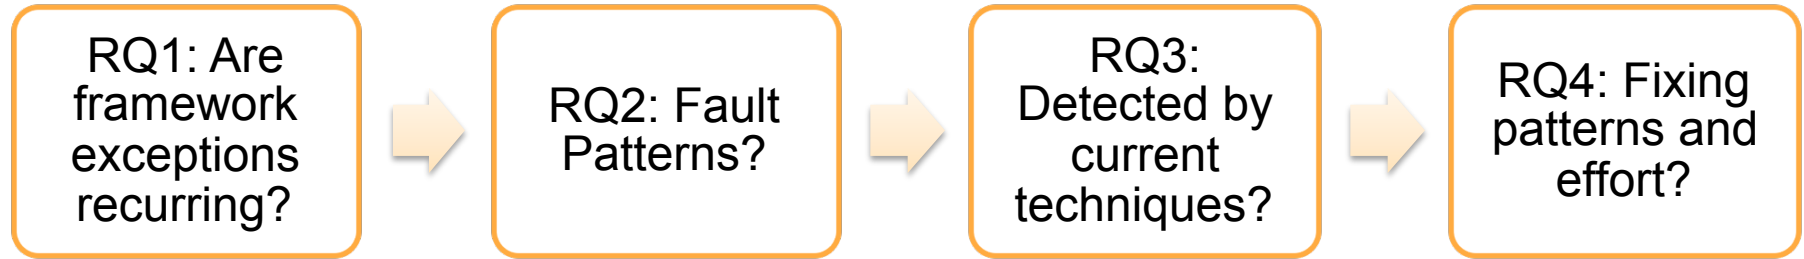 RQ1: Are
framework
exceptions
recurring?
RQ2: Fault
Patterns?
RQ3:
Detected by
current
techniques?
RQ4: Fixing
patterns and
effort?